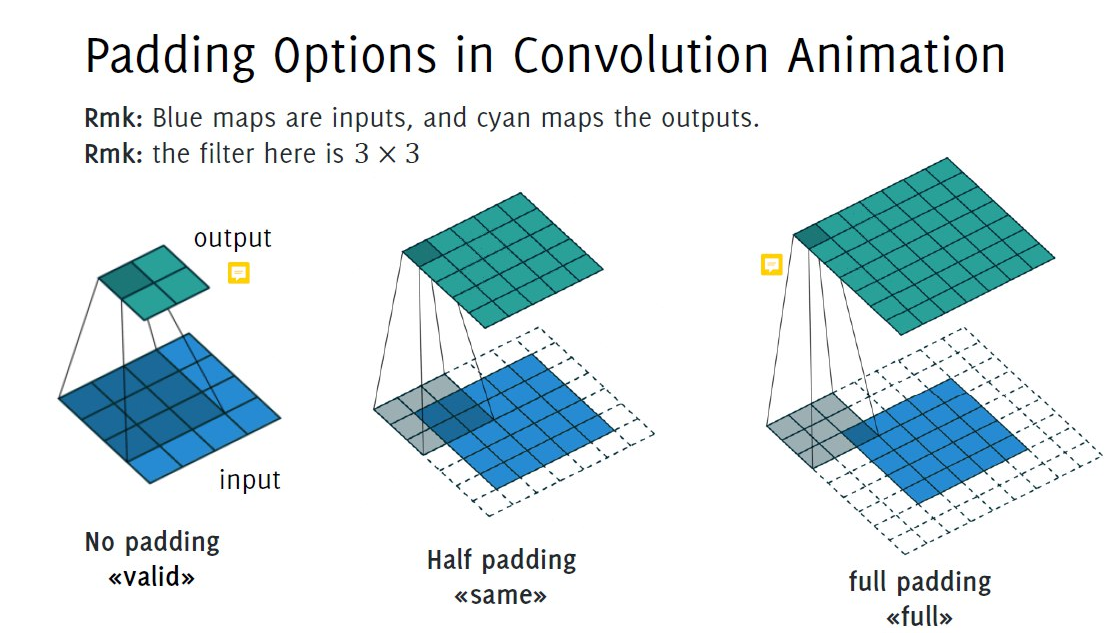 Padding Options in Convolution Animation
Rmk: Blue maps are inputs, and cyan maps the outputs.
Rmk: the filter here is 3 × 3
output
input
No padding
«valid»
Half padding
«same»
full padding
«full»